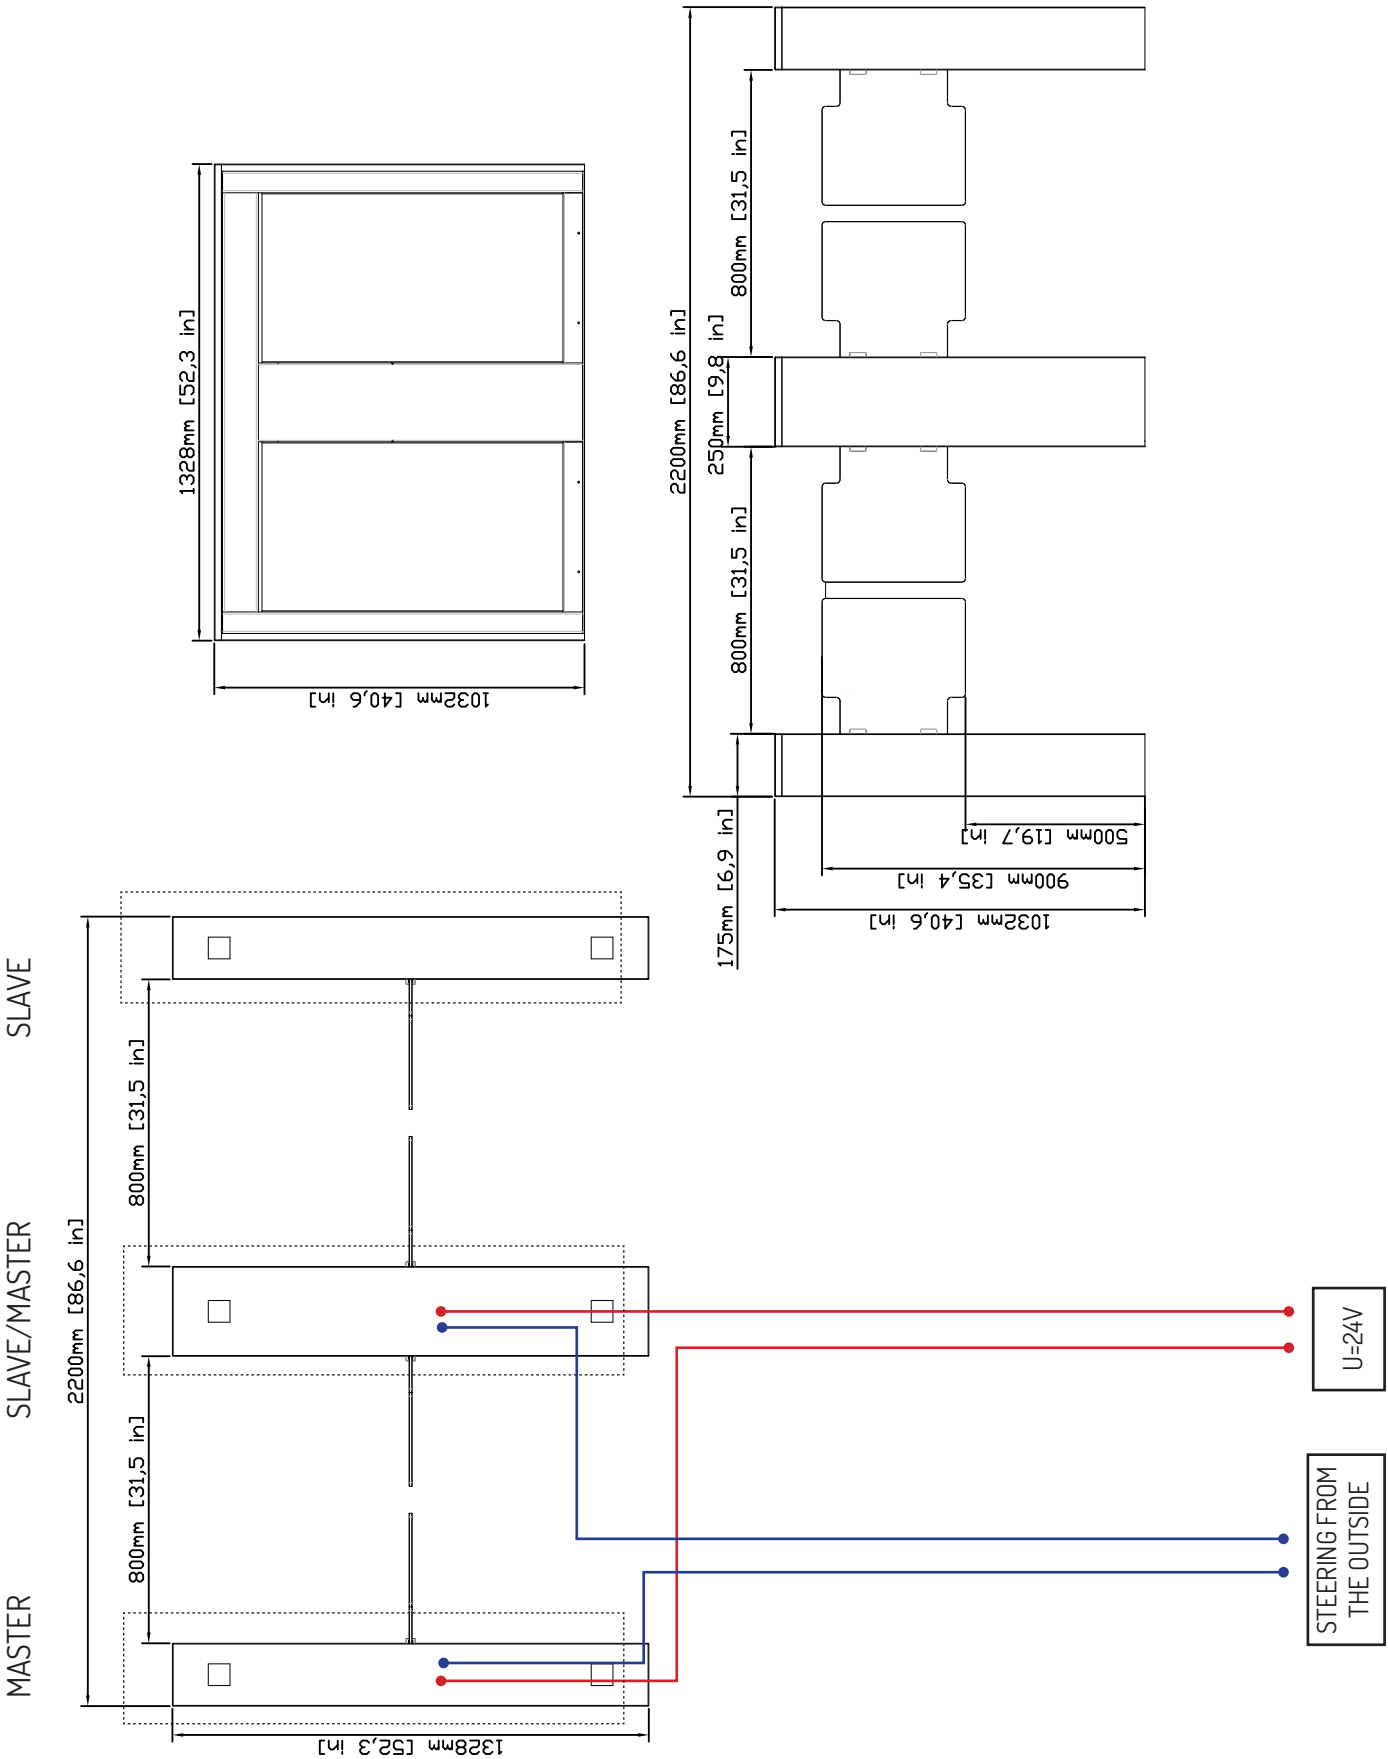 MASTER
SLAVE/MASTER
SLAVE
2200mm [86,6 in]
800mm [31,5 in]
800mm [31,5 in]
1328mm [52,3 in]
STEERING FROM
THE OUTSIDE
U=24V
1328mm [52,3 in]
1032mm [40,6 in]
2200mm [86,6 in]
250mm [9,8 in]
800mm [31,5 in]
800mm [31,5 in]
175mm [6,9 in]
500mm [19,7 in]
900mm [35,4 in]
1032mm [40,6 in]